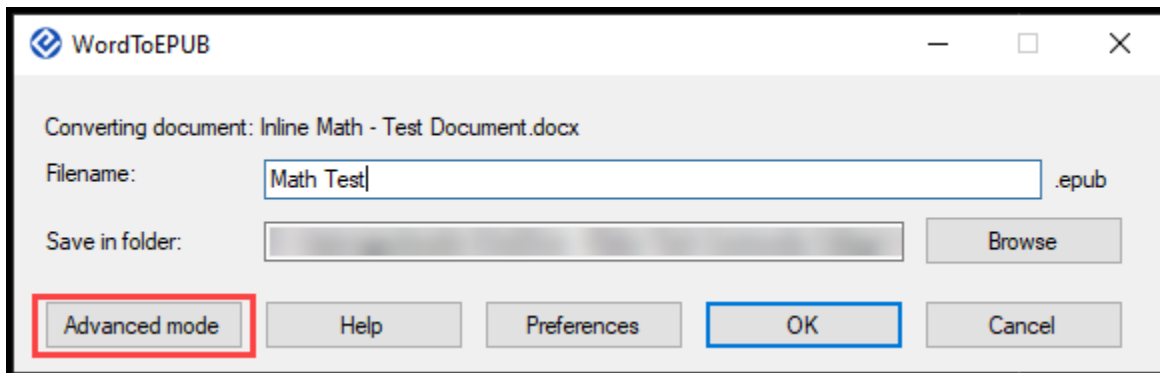 WordToEPUB
Converting document: Inline Math - Test Document.docx
Filename: Math Test .epub
Save in folder: Browse
Advanced mode Help Preferences OK Cancel